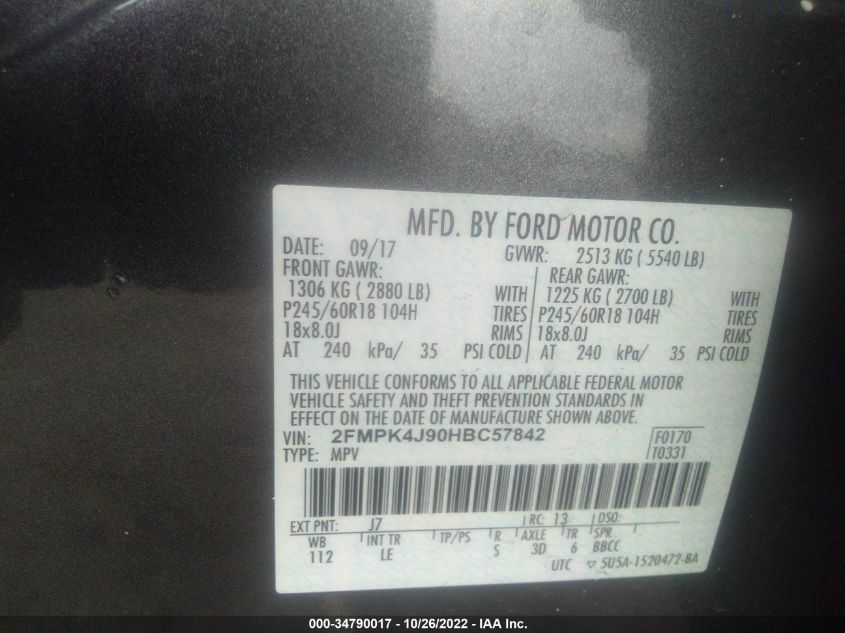 MFD. BY FORD MOTOR CO.
DATE: 09/17 GVWR: 2513 KG ( 5540 LB)
FRONT GAWR: REAR GAWR:
1306 KG ( 2880 LB) WITH 1225 KG ( 2700 LB) WITH
P245/60R18 104H TIRES P245/60R18 104H TIRES
18x8.0J RIMS 18x8.0J RIMS
AT 240 kPa/ 35 PSI COLD AT 240 kPa/ 35 PSI COLD
THIS VEHICLE CONFORMS TO ALL APPLICABLE FEDERAL MOTOR
VEHICLE SAFETY AND THEFT PREVENTION STANDARDS IN
EFFECT ON THE DATE OF MANUFACTURE SHOWN ABOVE.
VIN: 2FMPK4J90HBC57842 F0170
TYPE: MPV T0331
EXT PNT: J7 RC: 13 DSO:
WB INT TR TP/PS R AXLE TR SPR
112 LE S 3D 6 BBCC
UTC ▽ 5U5A-1520472-BA
000-34790017 - 10/26/2022 - IAA Inc.